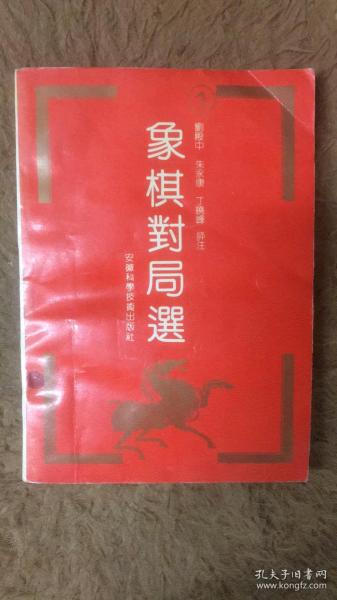 劉殿中 朱永康 丁曉峰 評注
象棋對局選
安徽科學技術出版社
孔夫子旧书网
www.kongfz.com